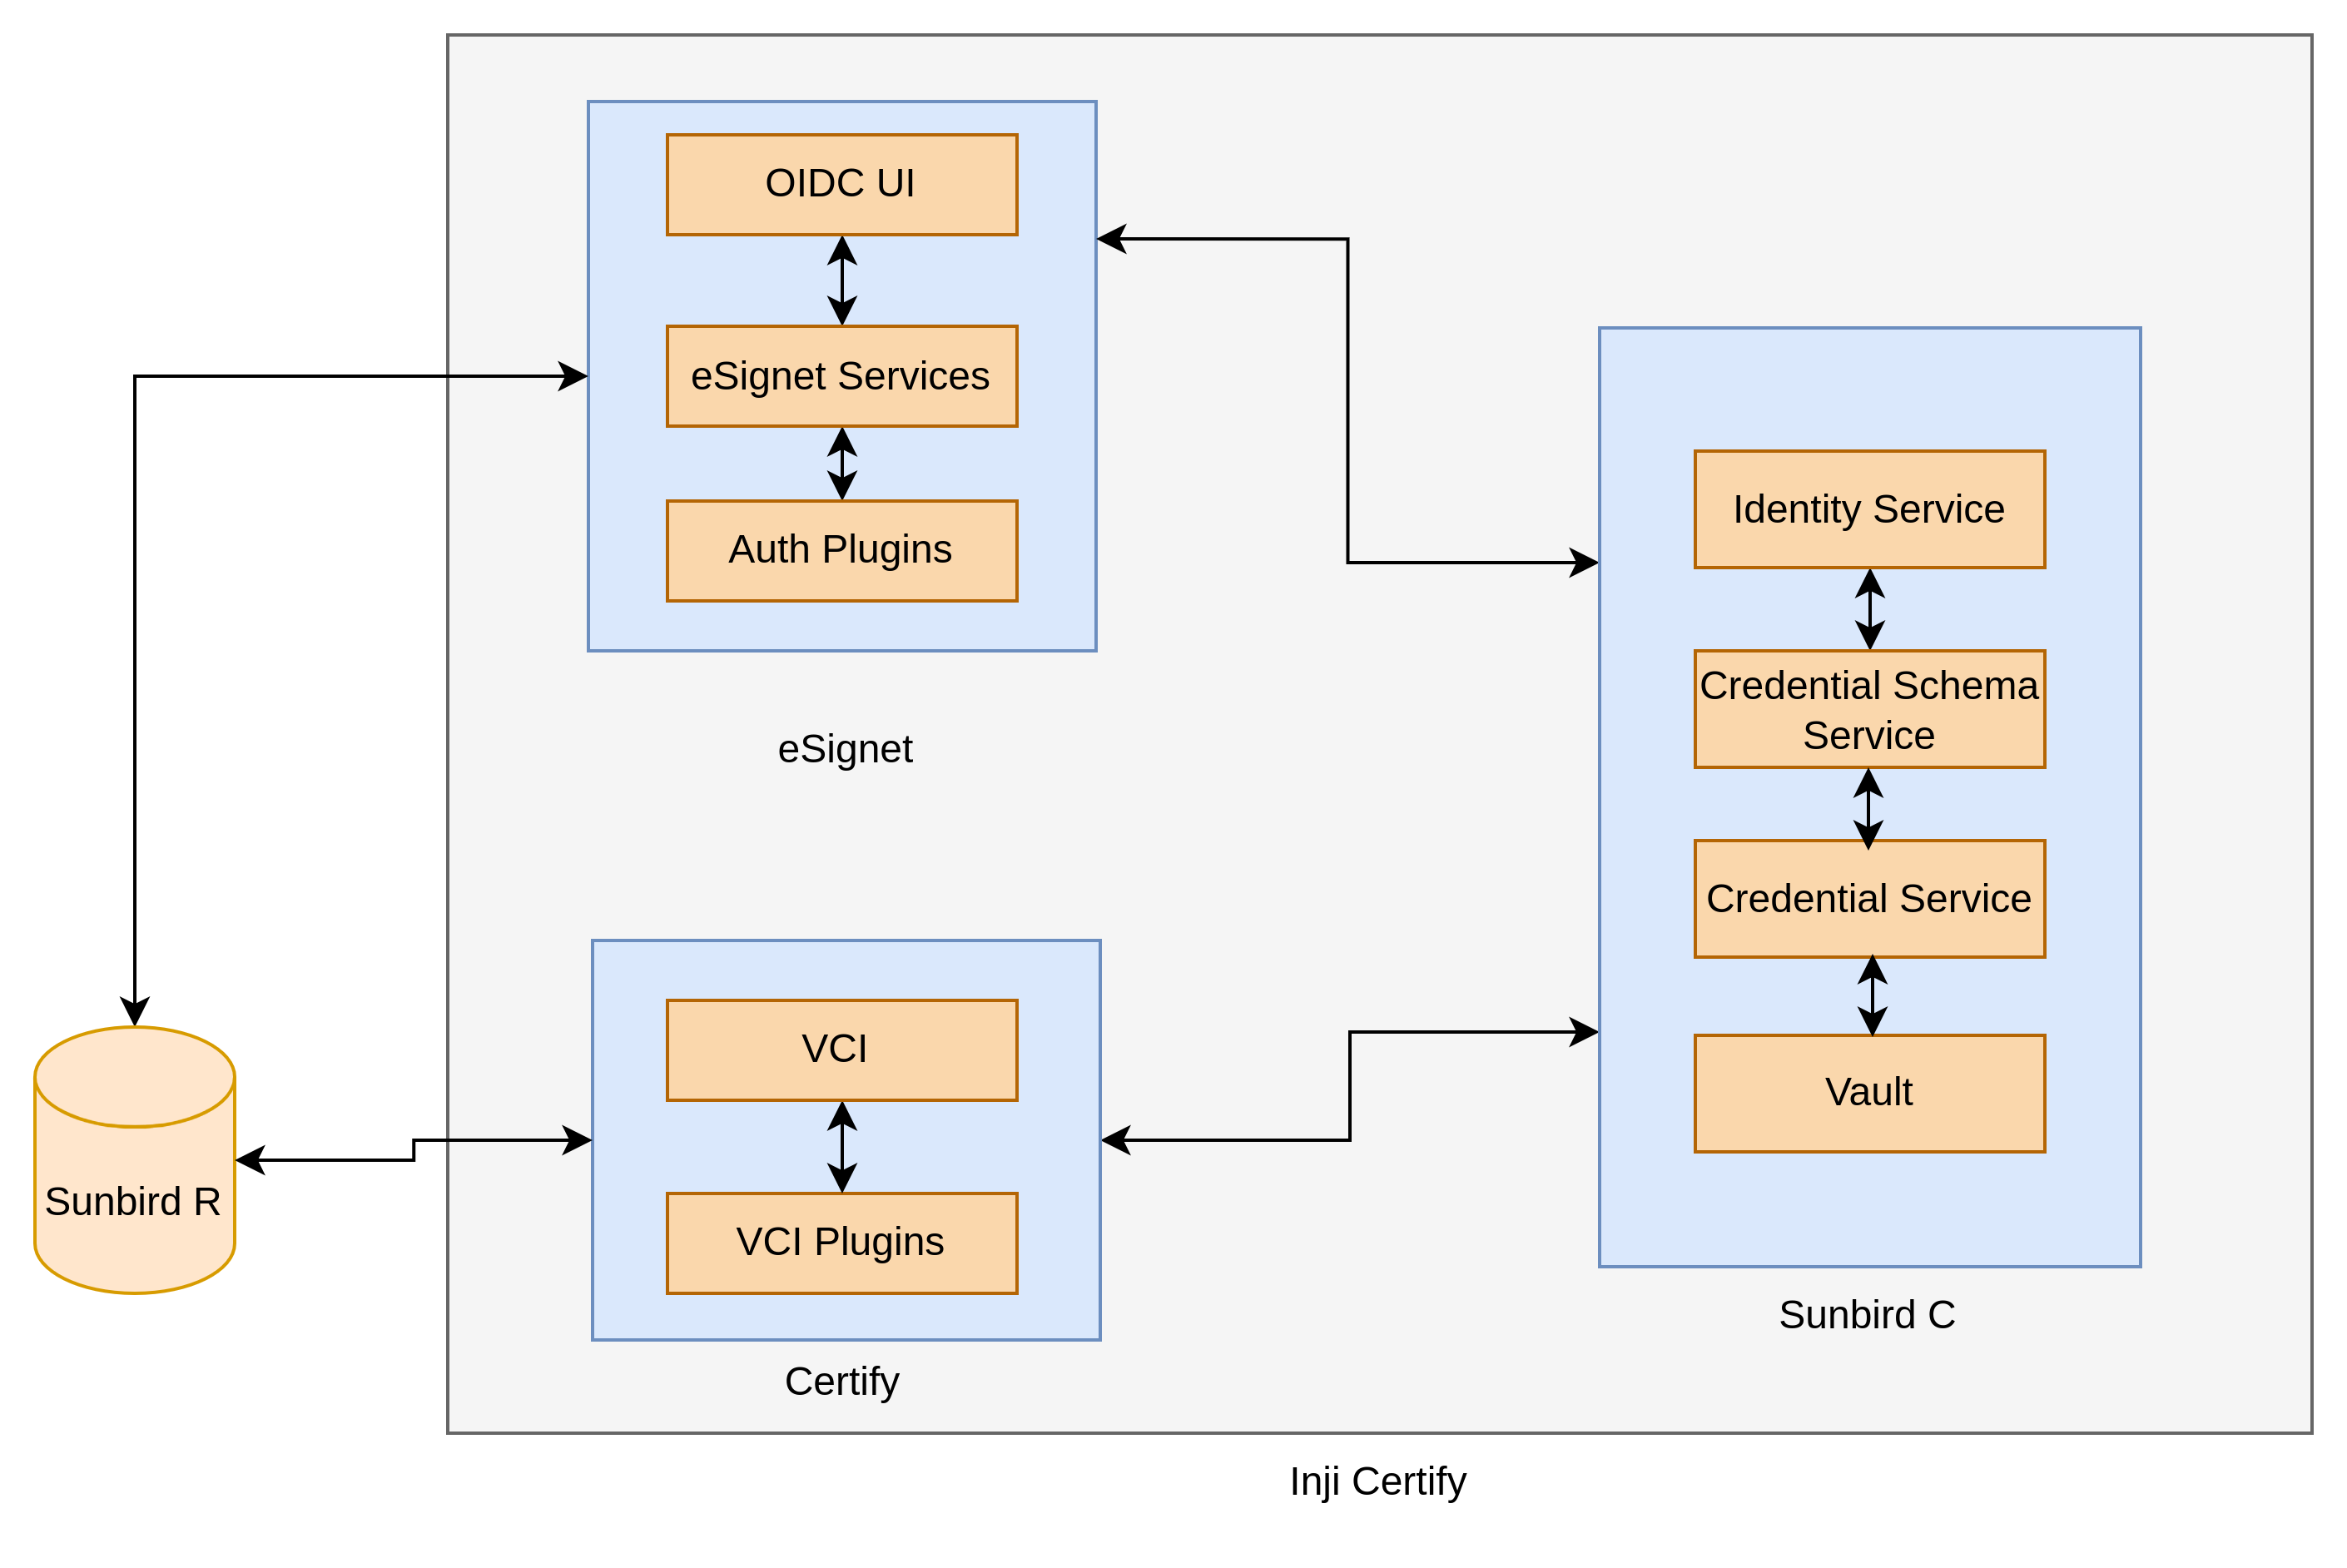 OIDC UI
eSignet Services
Auth Plugins
eSignet
Identity Service
Credential Schema
Service
Credential Service
Vault
Sunbird C
VCI
VCI Plugins
Certify
Sunbird R
Inji Certify